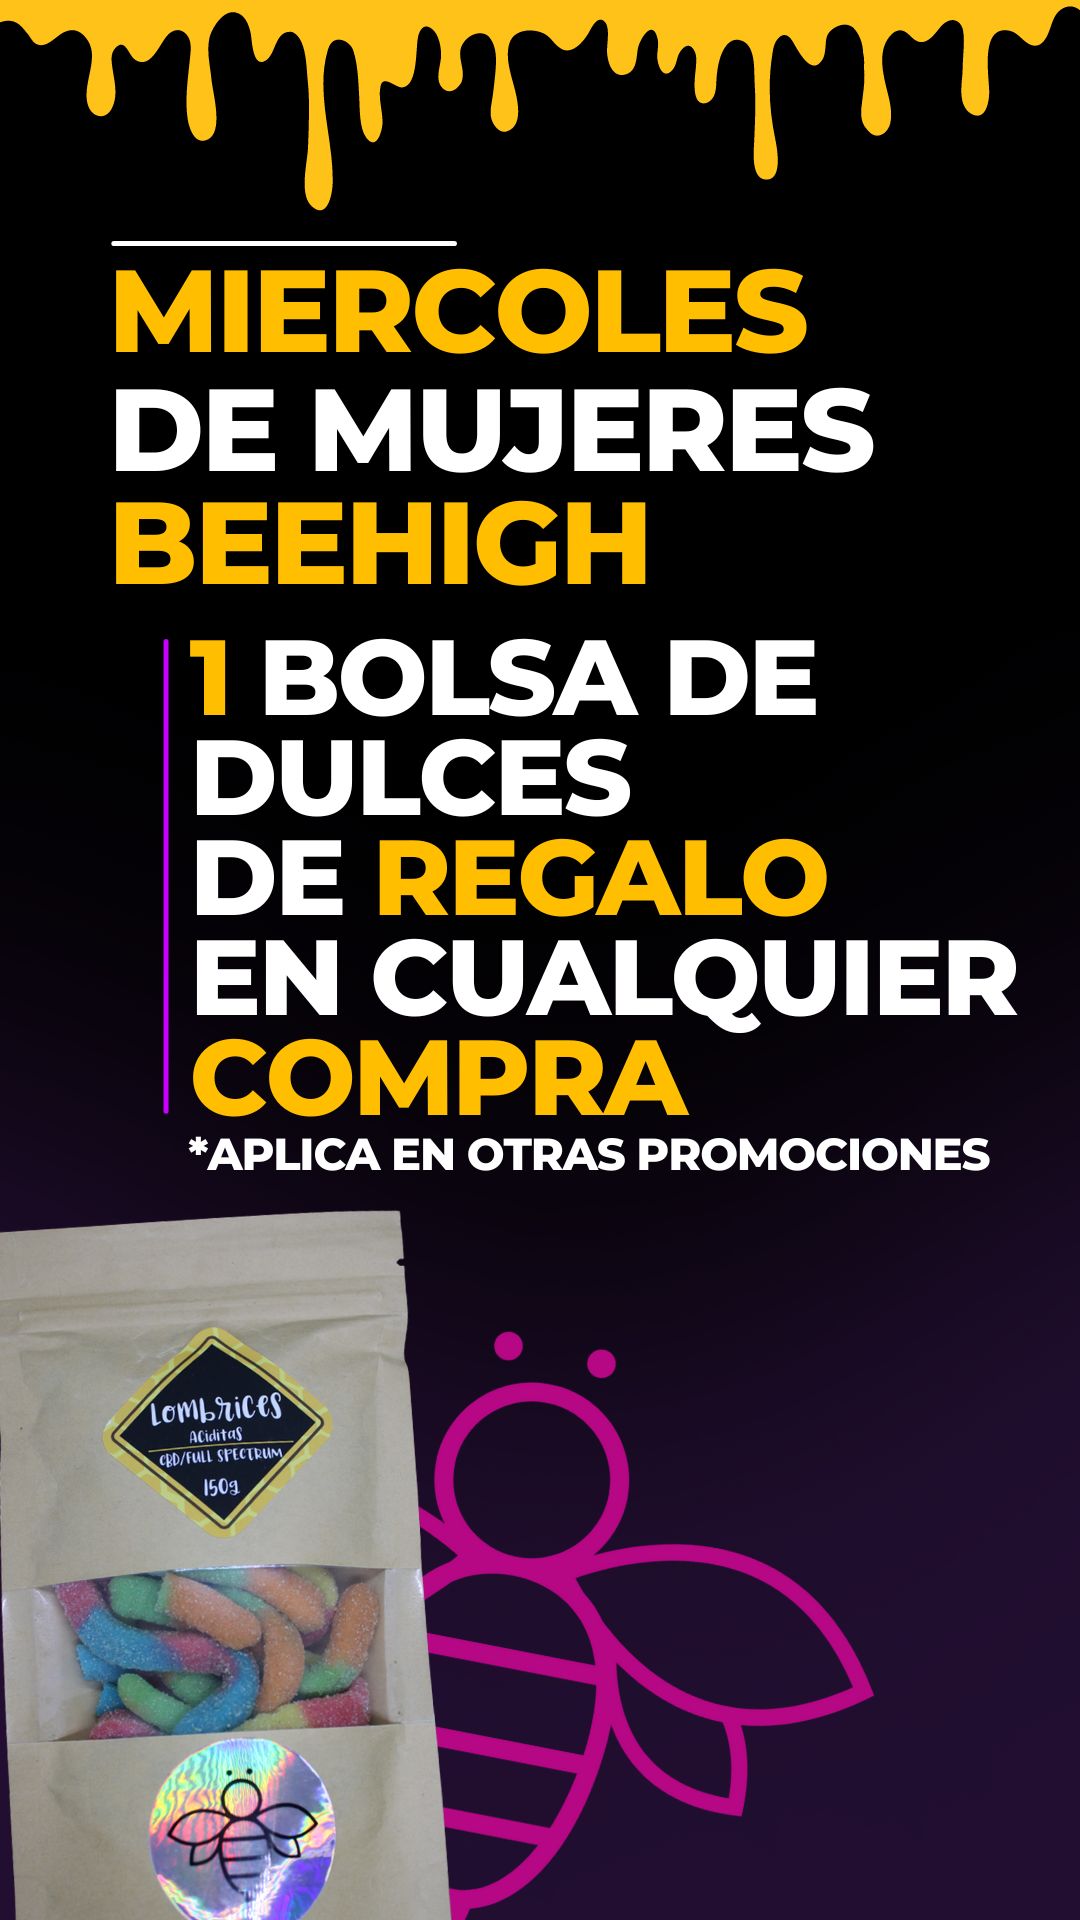 MIERCOLES
DE MUJERES
BEEHIGH
1 BOLSA DE
DULCES
DE REGALO
EN CUALQUIER
COMPRA
*APLICA EN OTRAS PROMOCIONES
LOMbRiCES
ACiditaS
CBD/FULL SPECTRUM
150g